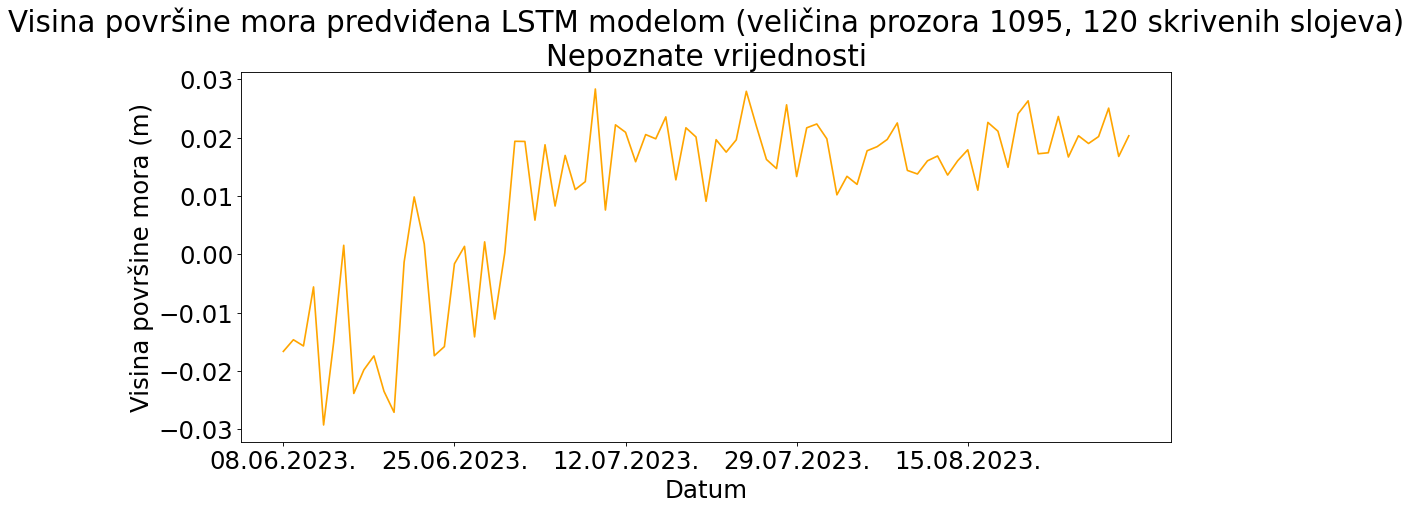 Visina površine mora predviđena LSTM modelom (veličina prozora 1095, 120 skrivenih slojeva)
Nepoznate vrijednosti
Visina površine mora (m)
0.03
0.02
0.01
0.00
−0.01
−0.02
−0.03
08.06.2023. 25.06.2023. 12.07.2023. 29.07.2023. 15.08.2023.
Datum